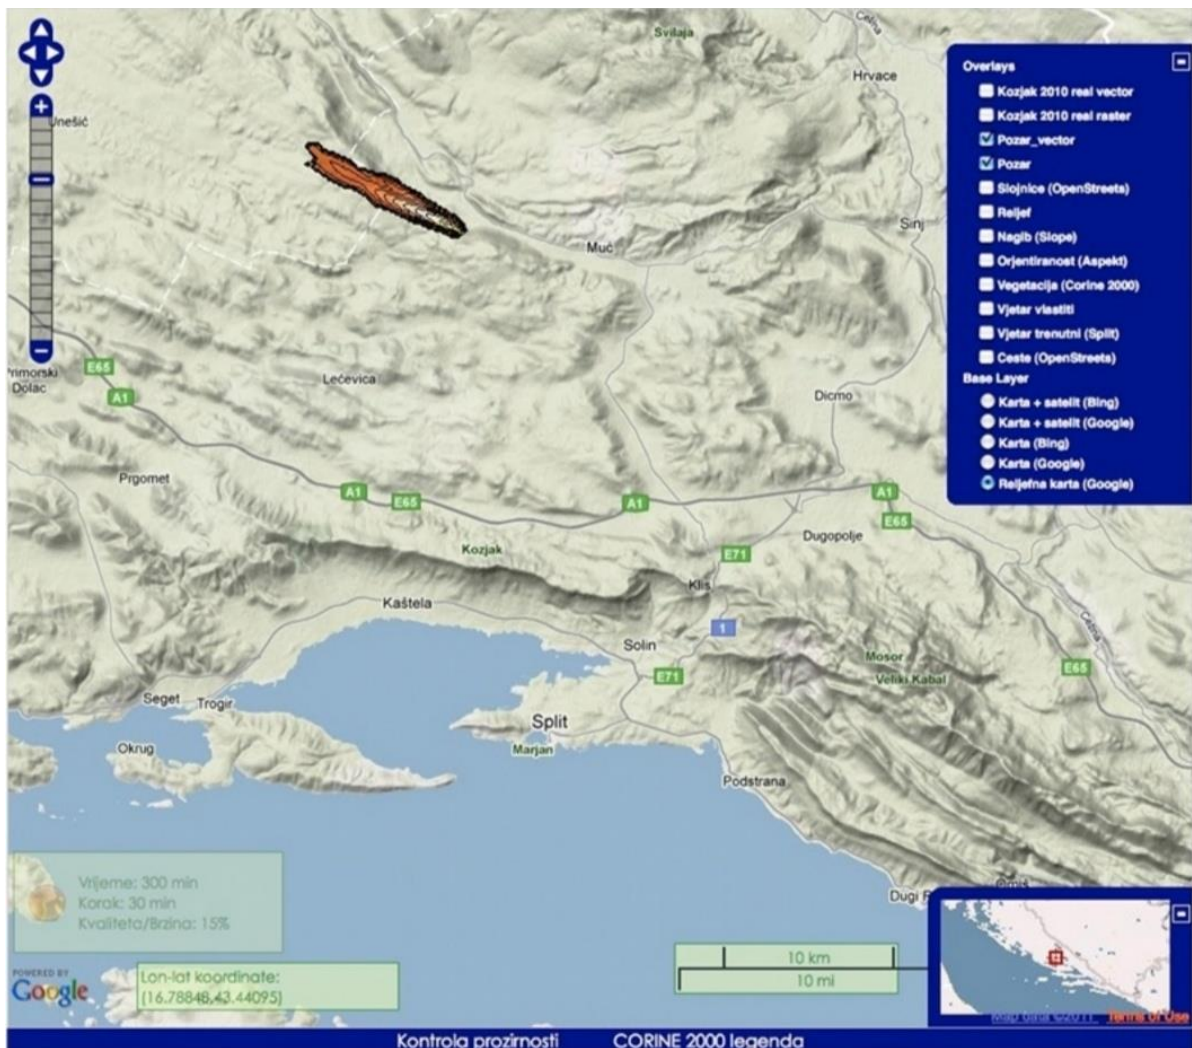 Svilaja
Cetina
Hrvace
Unešić
Muć
Sinj
E65
Primorski
Dolac
A1
Lećevica
Dicmo
Prgomet
A1
E65
A1
A1
E65
Dugopolje
Kozjak
E71
Klis
Kaštela
1
Cetina
Solin
Mosor
E65
E71
Veliki Kabal
Seget
Trogir
Split
Okrug
Marjan
Podstrana
Dugi R
Omiš
Overlays
Kozjak 2010 real vector
Kozjak 2010 real raster
Pozar_vector
Pozar
Slojnice (OpenStreets)
Reljef
Nagib (Slope)
Orjentiranost (Aspekt)
Vegetacija (Corine 2000)
Vjetar vlastiti
Vjetar trenutni (Split)
Ceste (OpenStreets)
Base Layer
Karta + satelit (Bing)
Karta + satelit (Google)
Karta (Bing)
Karta (Google)
Reljefna karta (Google)
Vrijeme: 300 min
Korak: 30 min
Kvaliteta/Brzina: 15%
POWERED BY
Google
Lon-lat koordinate:
(16.78848,43.44095)
10 km
10 mi
Map data ©2011 Terms of Use
Kontrola prozirnosti CORINE 2000 legenda